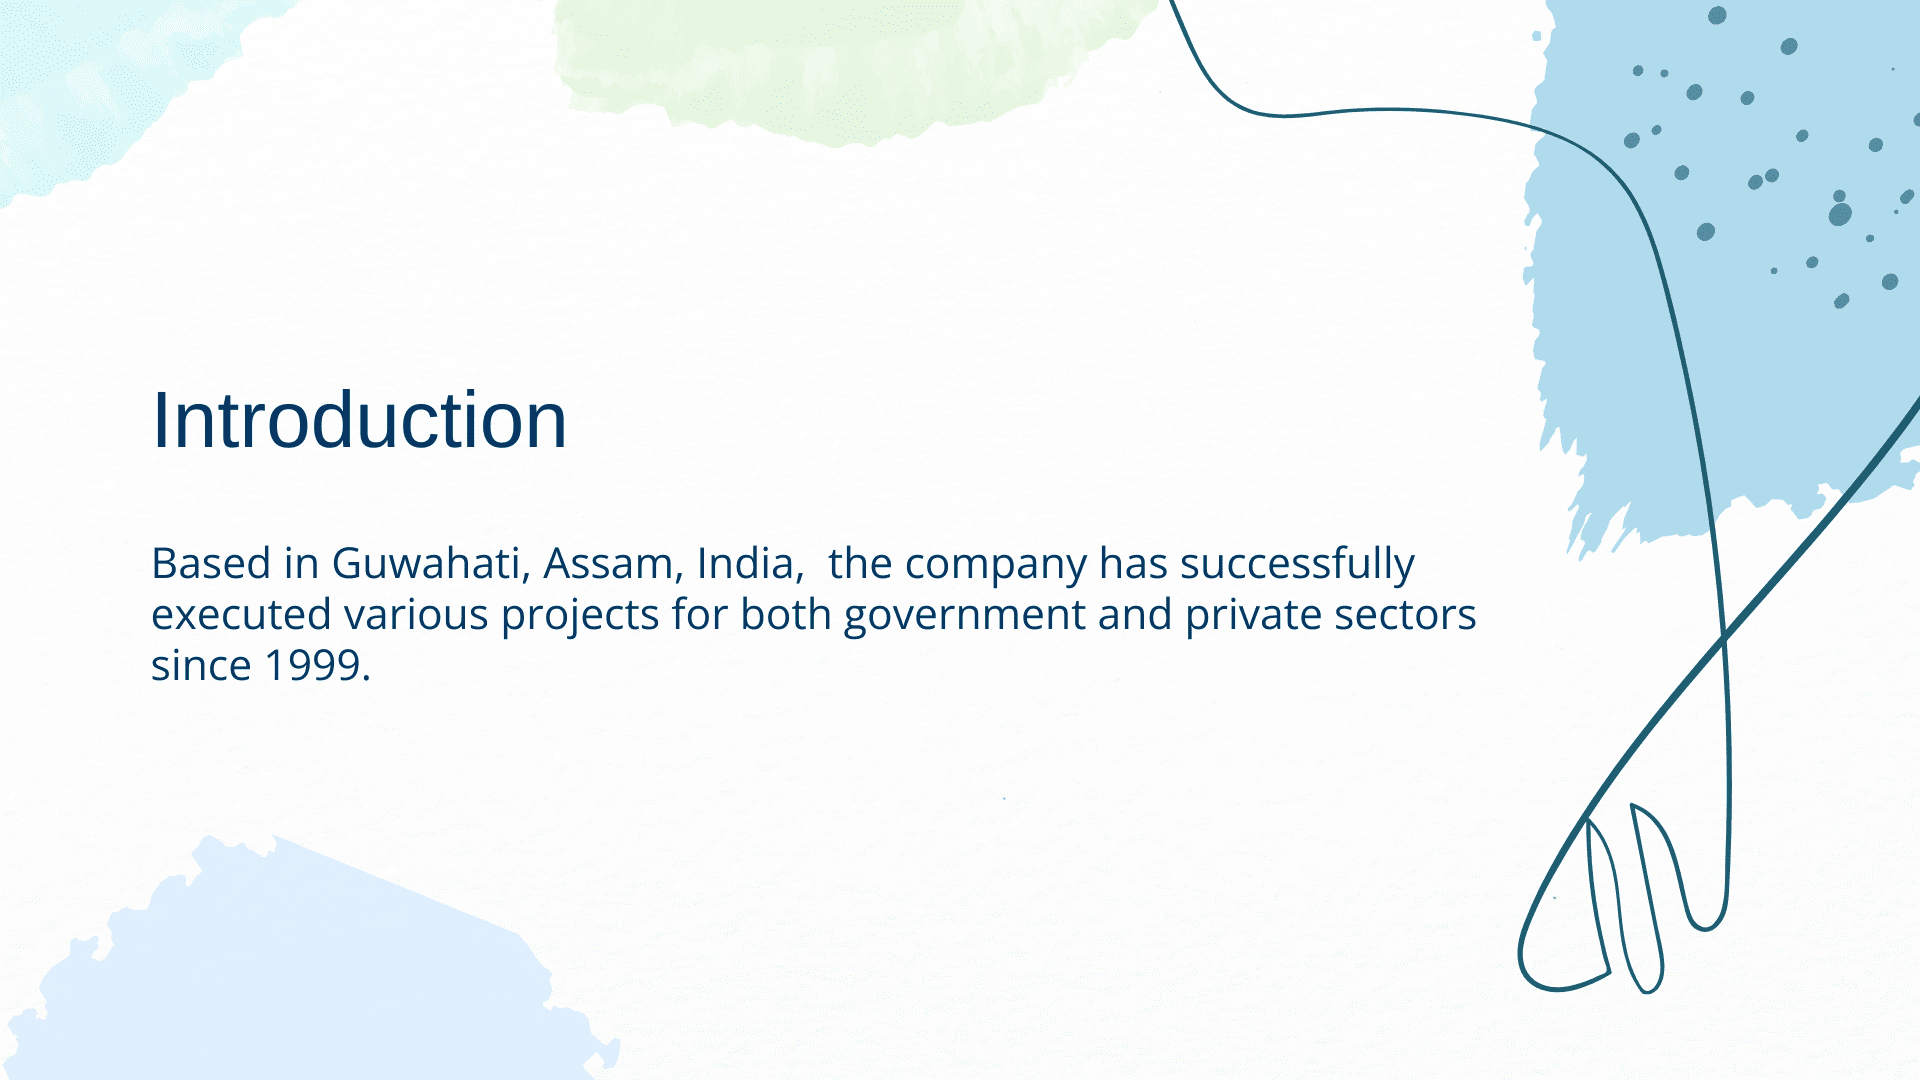 Introduction
Based in Guwahati, Assam, India,  the company has successfully
executed various projects for both government and private sectors
since 1999.